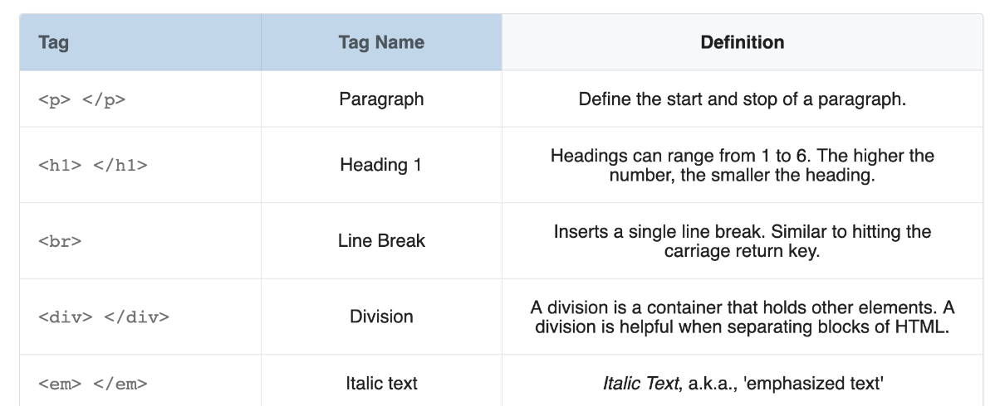 Tag Tag Name Definition
<p> </p> Paragraph Define the start and stop of a paragraph.
<h1> </h1> Heading 1 Headings can range from 1 to 6. The higher the
number, the smaller the heading.
<br> Line Break Inserts a single line break. Similar to hitting the
carriage return key.
<div> </div> Division A division is a container that holds other elements. A
division is helpful when separating blocks of HTML.
<em> </em> Italic text Italic Text, a.k.a., 'emphasized text'